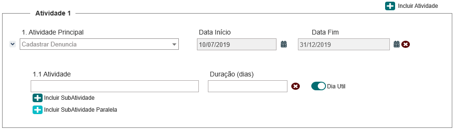 Incluir Atividade
Atividade 1
1. Atividade Principal Data Início Data Fim
Cadastrar Denuncia 10/07/2019 31/12/2019
1.1 Atividade Duração (dias)
Dia Util
Incluir SubAtividade
Incluir SubAtividade Paralela